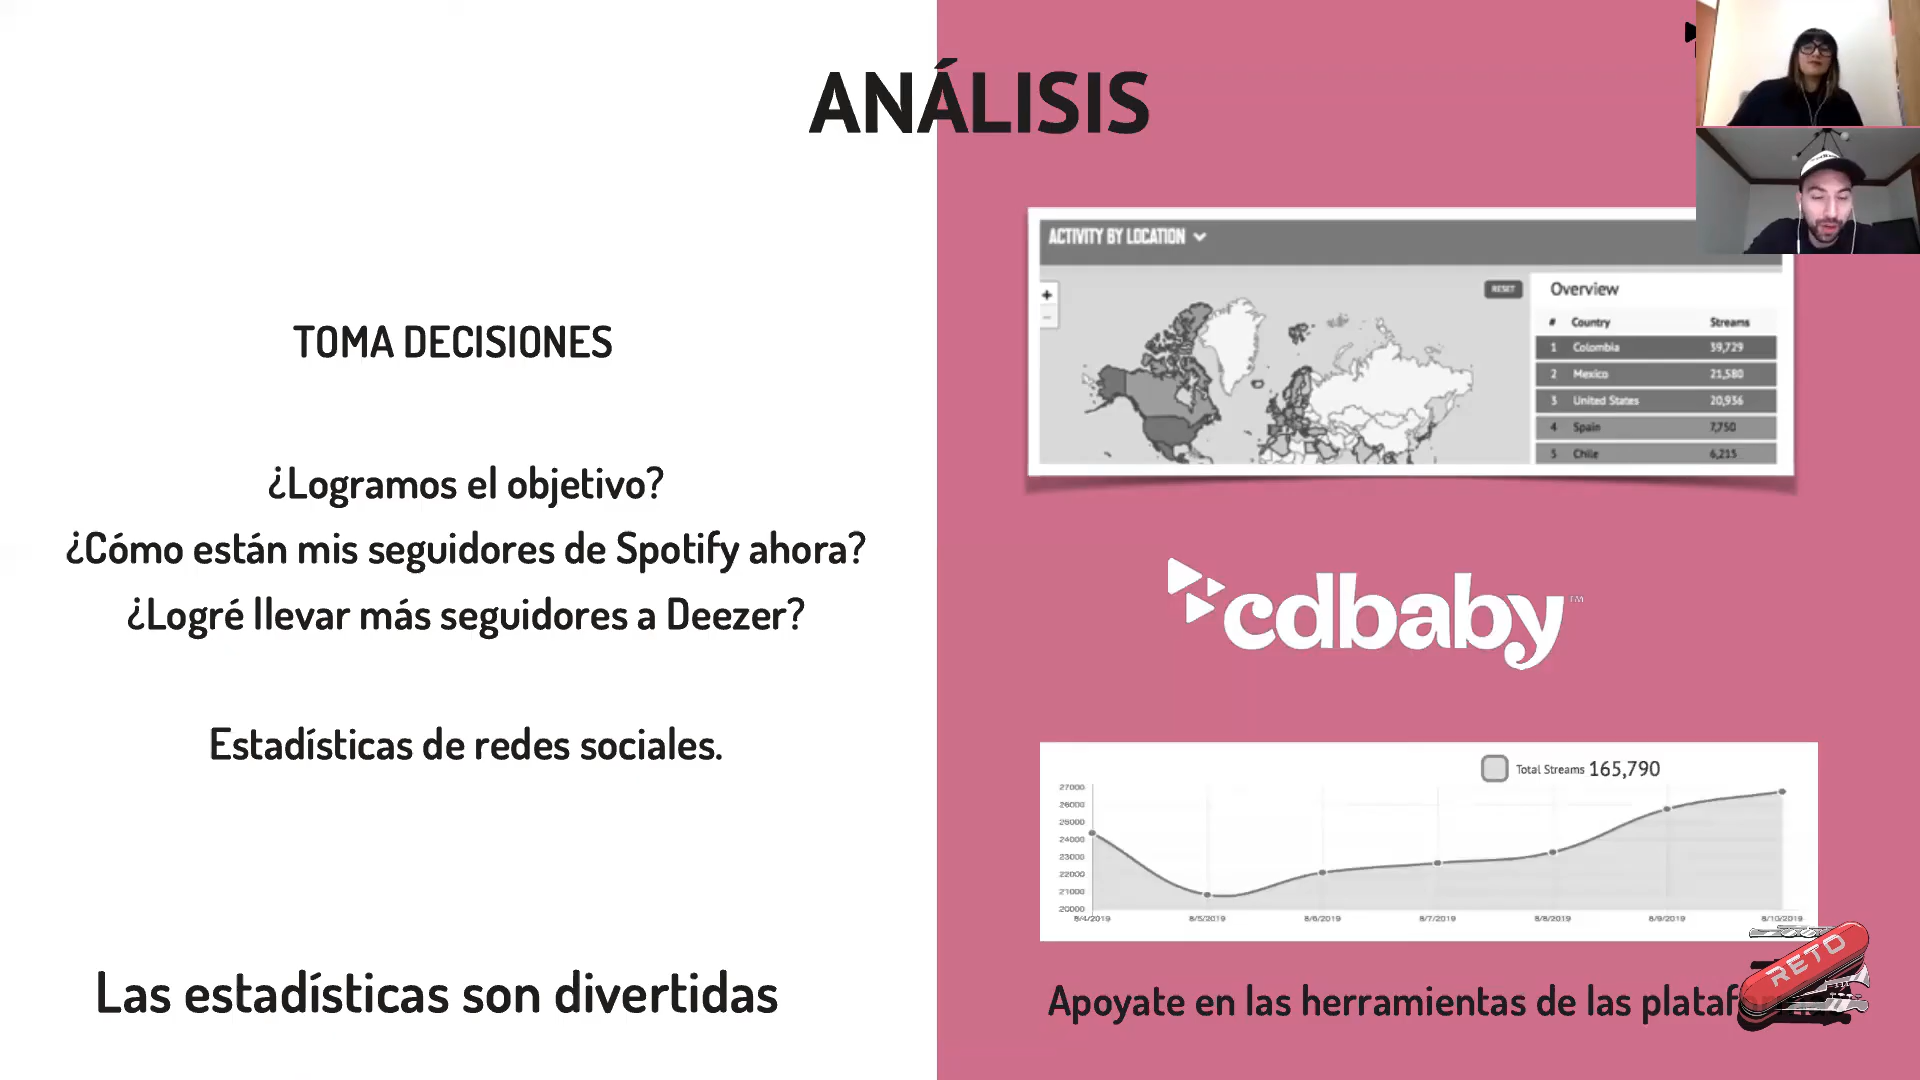 ANÁLISIS
TOMA DECISIONES
¿Logramos el objetivo?
¿Cómo están mis seguidores de Spotify ahora?
¿Logré llevar más seguidores a Deezer?
Estadísticas de redes sociales.
Las estadísticas son divertidas
ACTIVITY BY LOCATION
+
RESET
Overview
# Country Streams
1 Colombia 39,729
2 Mexico 21,580
3 United States 20,936
4 Spain 7,750
5 Chile 6,215
cdbaby™
Total Streams 165,790
27000
26000
25000
24000
23000
22000
21000
20000
8/4/2019 8/5/2019 8/6/2019 8/7/2019 8/8/2019 8/9/2019 8/10/2019
Apoyate en las herramientas de las plataf
RETO